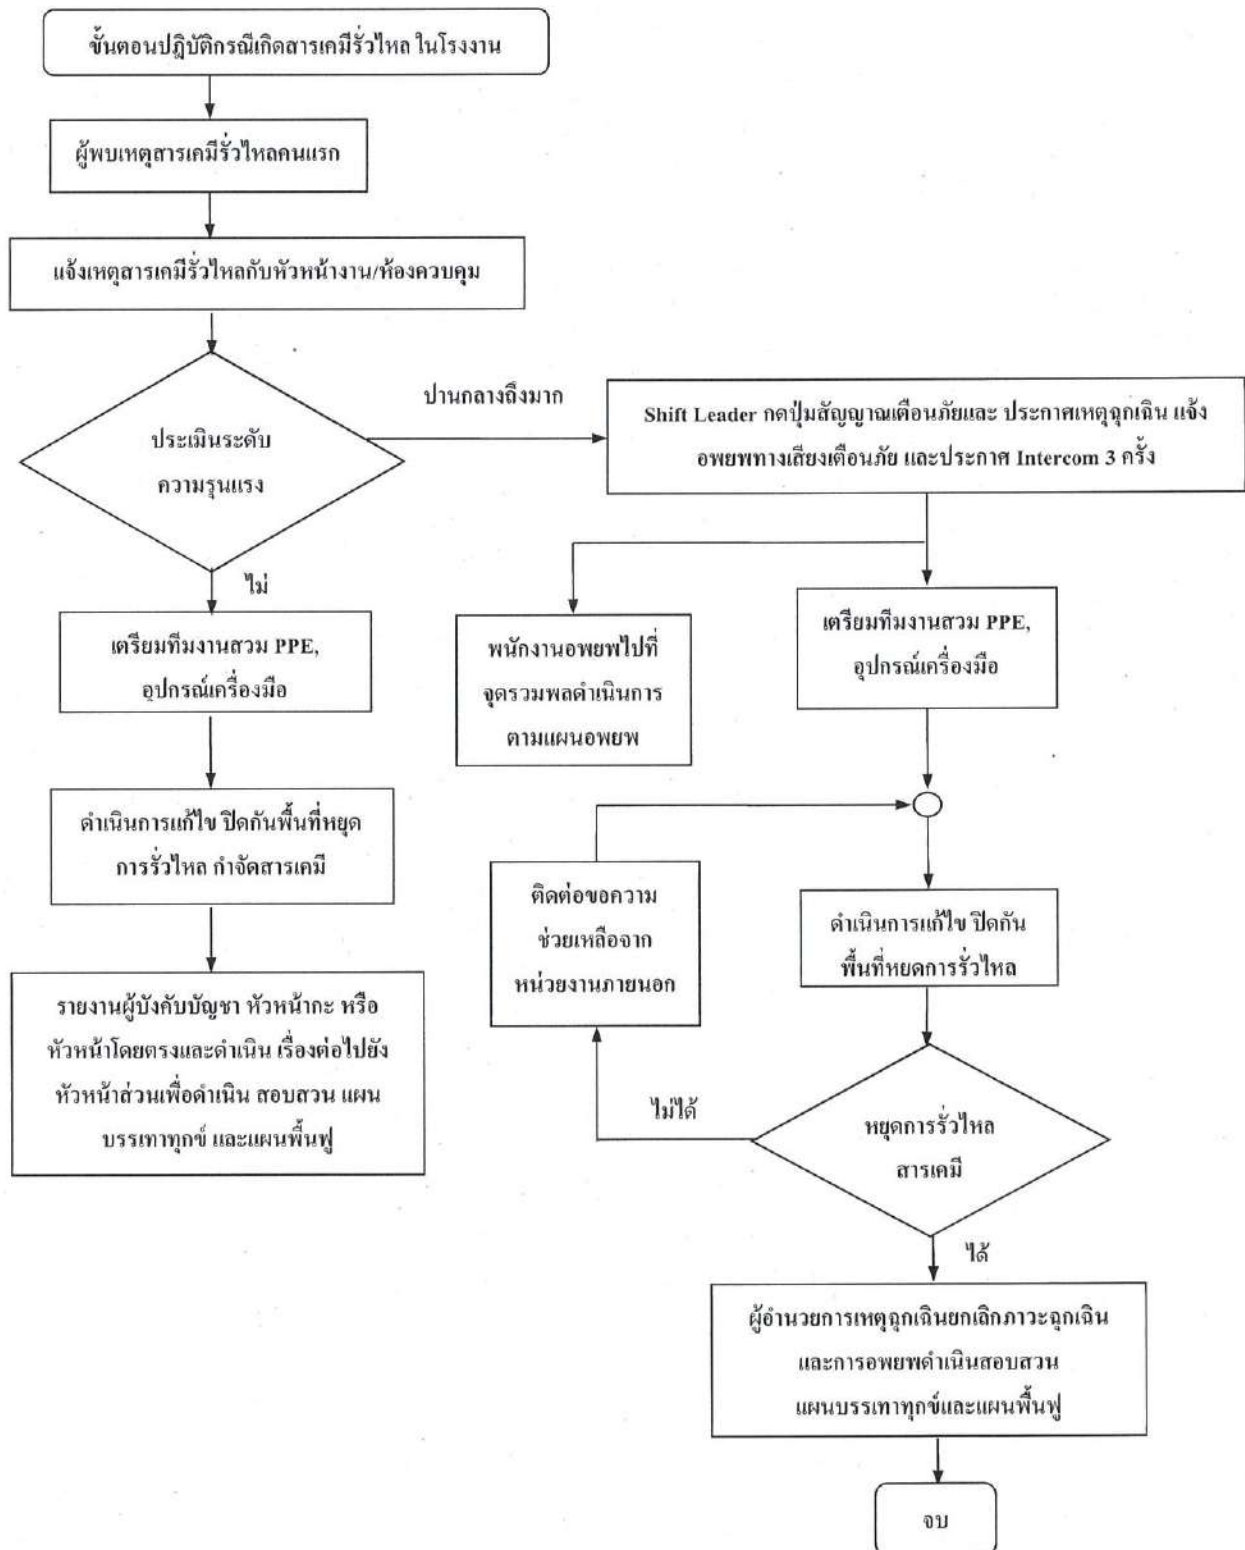 ขั้นตอนปฏิบัติกรณีเกิดสารเคมีรั่วไหล ในโรงงาน
ผู้พบเหตุสารเคมีรั่วไหลคนแรก
แจ้งเหตุสารเคมีรั่วไหลกับหัวหน้างาน/ห้องควบคุม
ประเมินระดับ
ความรุนแรง
ปานกลางถึงมาก
Shift Leader กดปุ่มสัญญาณเตือนภัยและ ประกาศเหตุฉุกเฉิน แจ้ง
อพยพทางเสียงเตือนภัย และประกาศ Intercom 3 ครั้ง
ไม่
เตรียมทีมงานสวม PPE,
อุปกรณ์เครื่องมือ
ดำเนินการแก้ไข ปิดกันพื้นที่หยุด
การรั่วไหล กำจัดสารเคมี
รายงานผู้บังคับบัญชา หัวหน้ากะ หรือ
หัวหน้าโดยตรงและดำเนิน เรื่องต่อไปยัง
หัวหน้าส่วนเพื่อดำเนิน สอบสวน แผน
บรรเทาทุกข์ และแผนฟื้นฟู
พนักงานอพยพไปที่
จุดรวมพลดำเนินการ
ตามแผนอพยพ
เตรียมทีมงานสวม PPE,
อุปกรณ์เครื่องมือ
ติดต่อขอความ
ช่วยเหลือจาก
หน่วยงานภายนอก
ดำเนินการแก้ไข ปิดกัน
พื้นที่หยดการรั่วไหล
ไม่ได้
หยุดการรั่วไหล
สารเคมี
ได้
ผู้อำนวยการเหตุฉุกเฉินยกเลิกภาวะฉุกเฉิน
และการอพยพดำเนินสอบสวน
แผนบรรเทาทุกข์และแผนฟื้นฟู
จบ